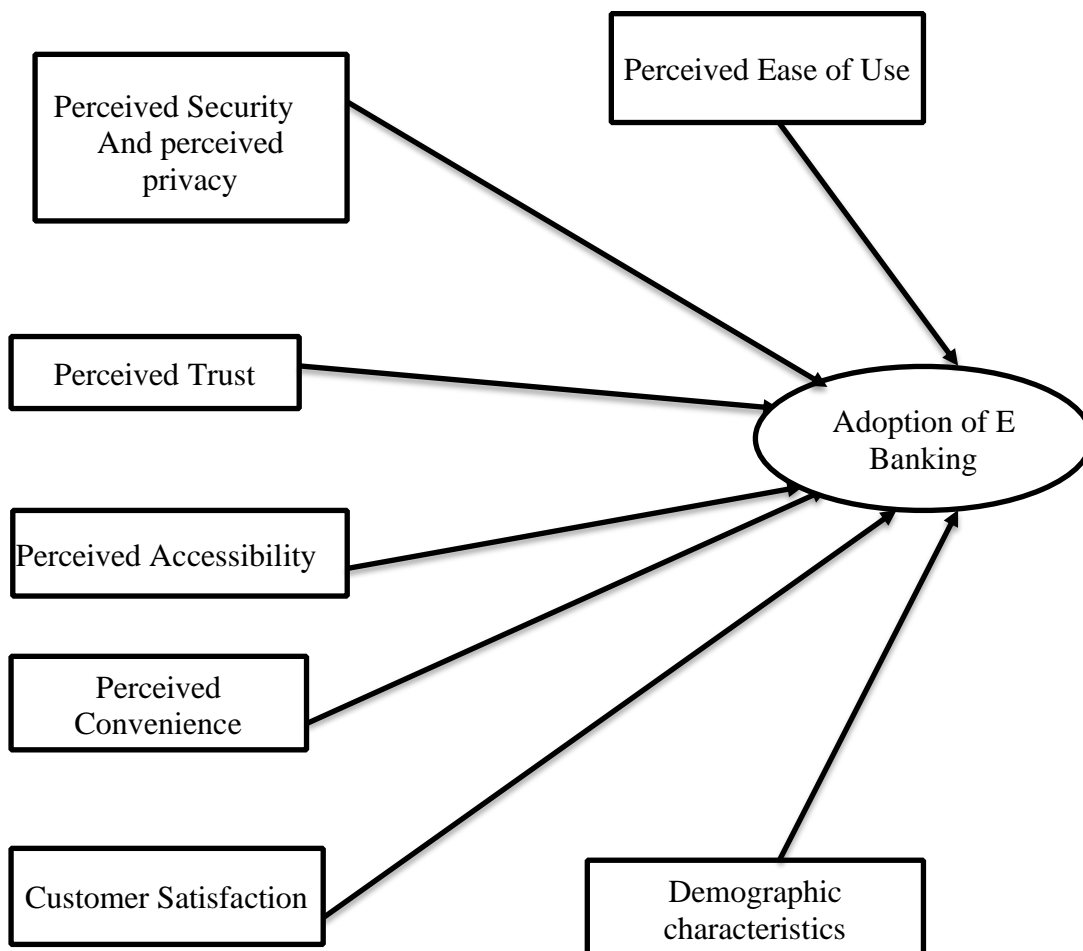 Perceived Ease of Use
Perceived Security
And perceived
privacy
Perceived Trust
Adoption of E
Banking
Perceived Accessibility
Perceived
Convenience
Customer Satisfaction
Demographic
characteristics